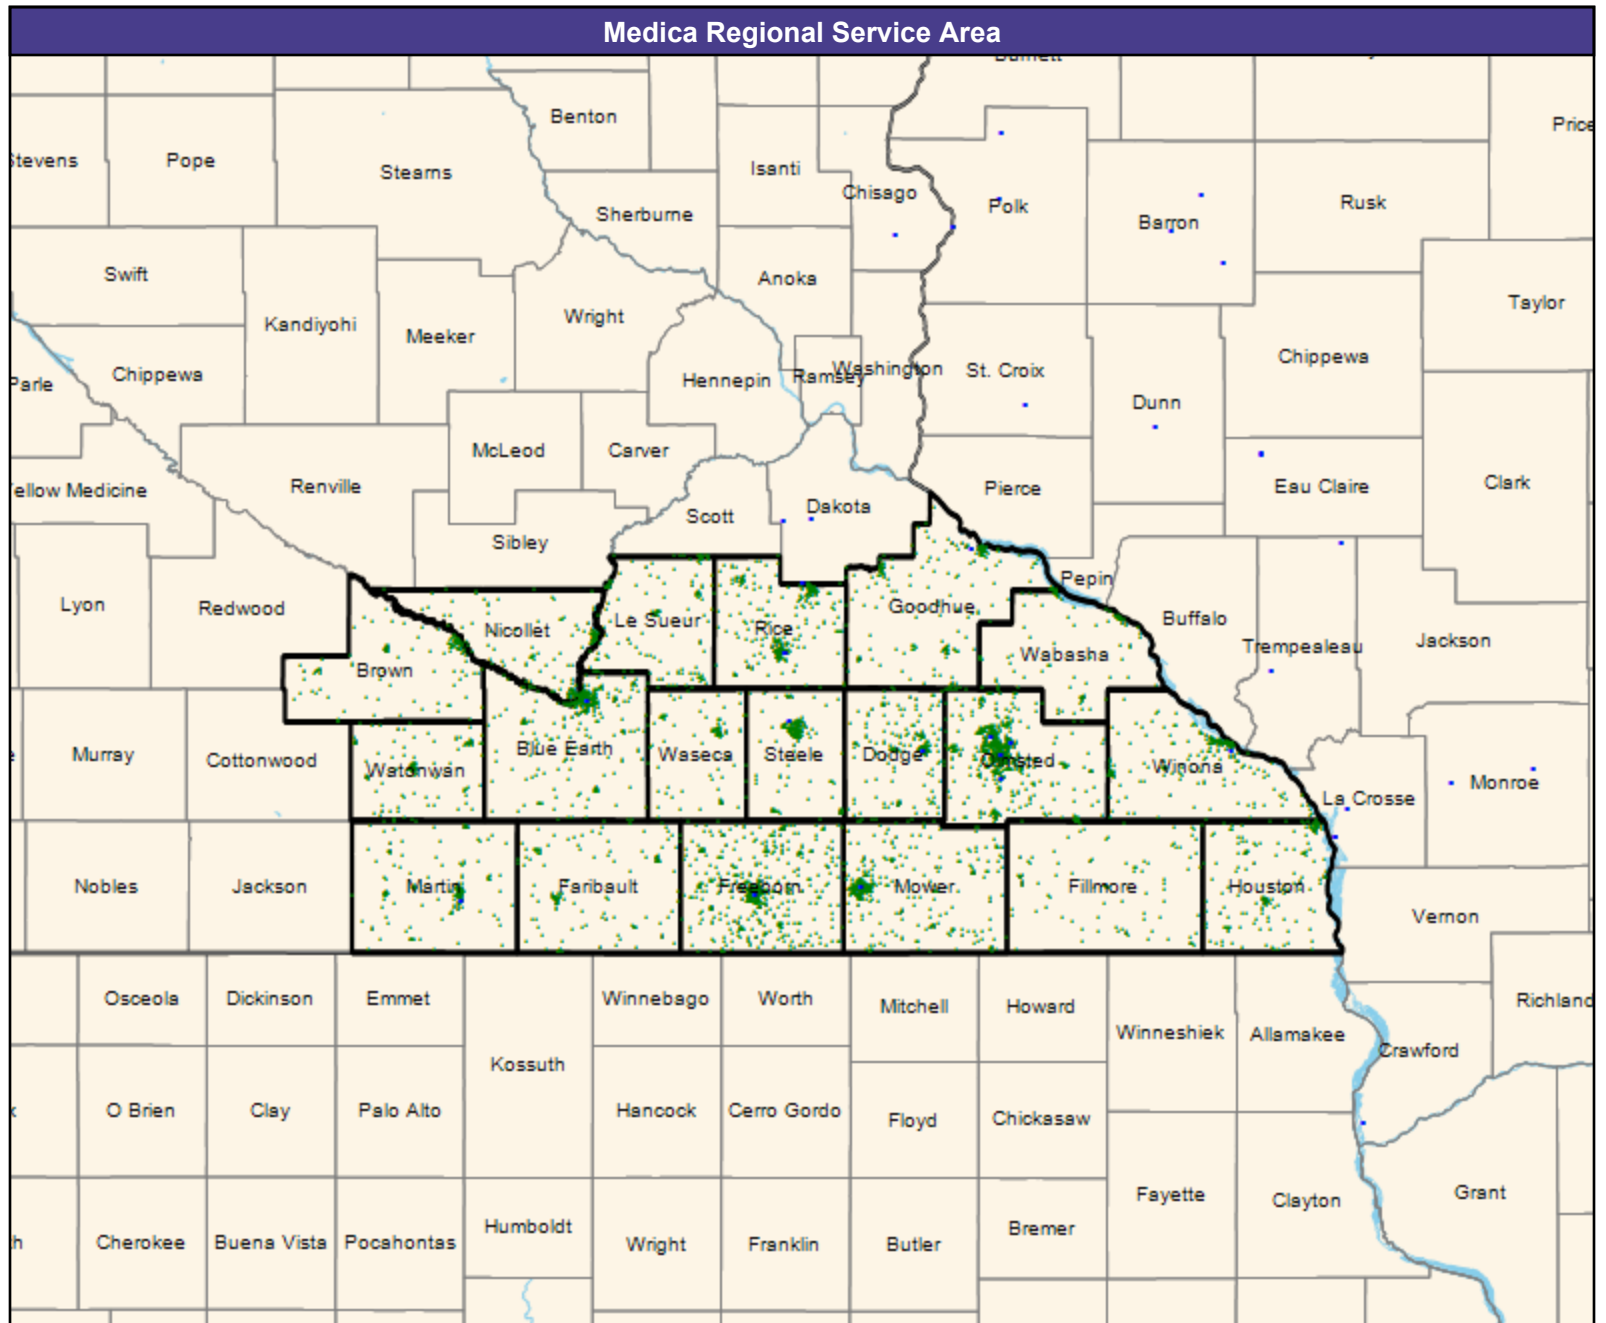 Medica Regional Service Area
Benton
Price
Stevens
Pope
Stearns
Isanti
Chisago
Polk
Barron
Rusk
Sherburne
Swift
Anoka
Taylor
Kandiyohi
Meeker
Wright
Chippewa
Chippewa
Parle
Hennepin
Ramsey
Washington
St. Croix
Dunn
McLeod
Carver
Renville
Yellow Medicine
Scott
Dakota
Pierce
Eau Claire
Clark
Sibley
Lyon
Redwood
Nicollet
Le Sueur
Rice
Goodhue
Pepin
Buffalo
Trempealeau
Jackson
Brown
Wabasha
Murray
Cottonwood
Watonwan
Blue Earth
Waseca
Steele
Dodge
Olmsted
Winona
La Crosse
Monroe
Nobles
Jackson
Martin
Faribault
Freeborn
Mower
Fillmore
Houston
Vernon
Osceola
Dickinson
Emmet
Winnebago
Worth
Mitchell
Howard
Richland
Winneshiek
Allamakee
Crawford
Kossuth
O Brien
Clay
Palo Alto
Hancock
Cerro Gordo
Floyd
Chickasaw
Fayette
Clayton
Grant
Cherokee
Buena Vista
Pocahontas
Humboldt
Wright
Franklin
Butler
Bremer